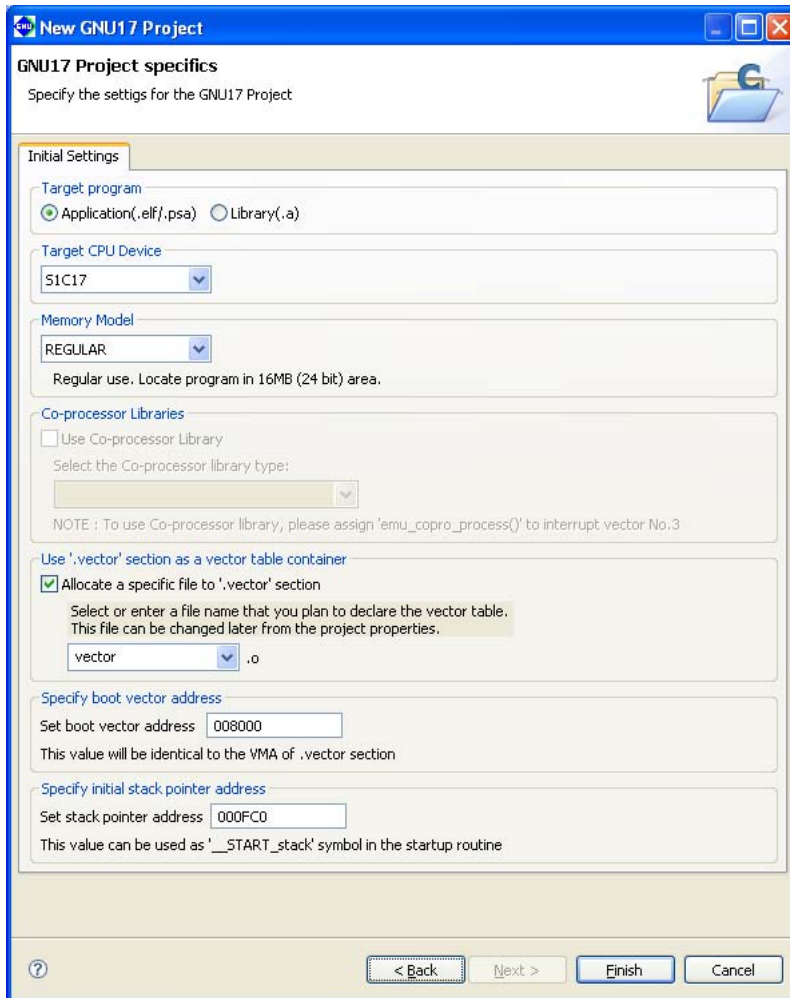 GNU
New GNU17 Project
GNU17 Project specifics
Specify the settigs for the GNU17 Project
Initial Settings
Target program
Application(.elf/.psa) Library(.a)
Target CPU Device
S1C17
Memory Model
REGULAR
Regular use. Locate program in 16MB (24 bit) area.
Co-processor Libraries
Use Co-processor Library
Select the Co-processor library type:
NOTE : To use Co-processor library, please assign 'emu_copro_process()' to interrupt vector No.3
Use '.vector' section as a vector table container
Allocate a specific file to '.vector' section
Select or enter a file name that you plan to declare the vector table.
This file can be changed later from the project properties.
vector .o
Specify boot vector address
Set boot vector address 008000
This value will be identical to the VMA of .vector section
Specify initial stack pointer address
Set stack pointer address 000FC0
This value can be used as '__START_stack' symbol in the startup routine
? < Back Next > Finish Cancel